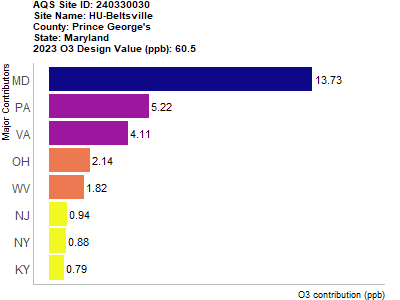 AQS Site ID: 240330030
Site Name: HU-Beltsville
County: Prince George's
State: Maryland
2023 O3 Design Value (ppb): 60.5
Major Contributors
MD 13.73
PA 5.22
VA 4.11
OH 2.14
WV 1.82
NJ 0.94
NY 0.88
KY 0.79
O3 contribution (ppb)